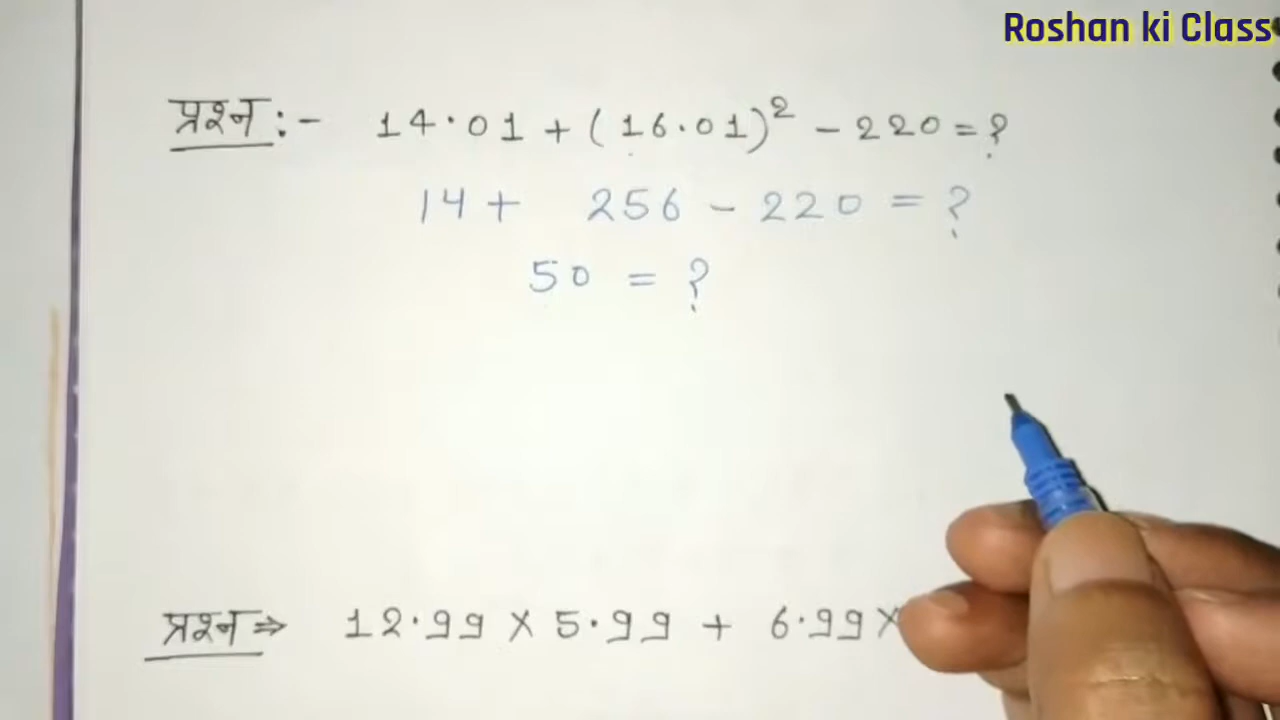 Roshan ki Class
प्रश्न :- 14.01 + (16.01)² - 220 = ?
14 + 256 - 220 = ?
50 = ?
प्रश्न ⇒ 12.99 × 5.99 + 6.99 ×